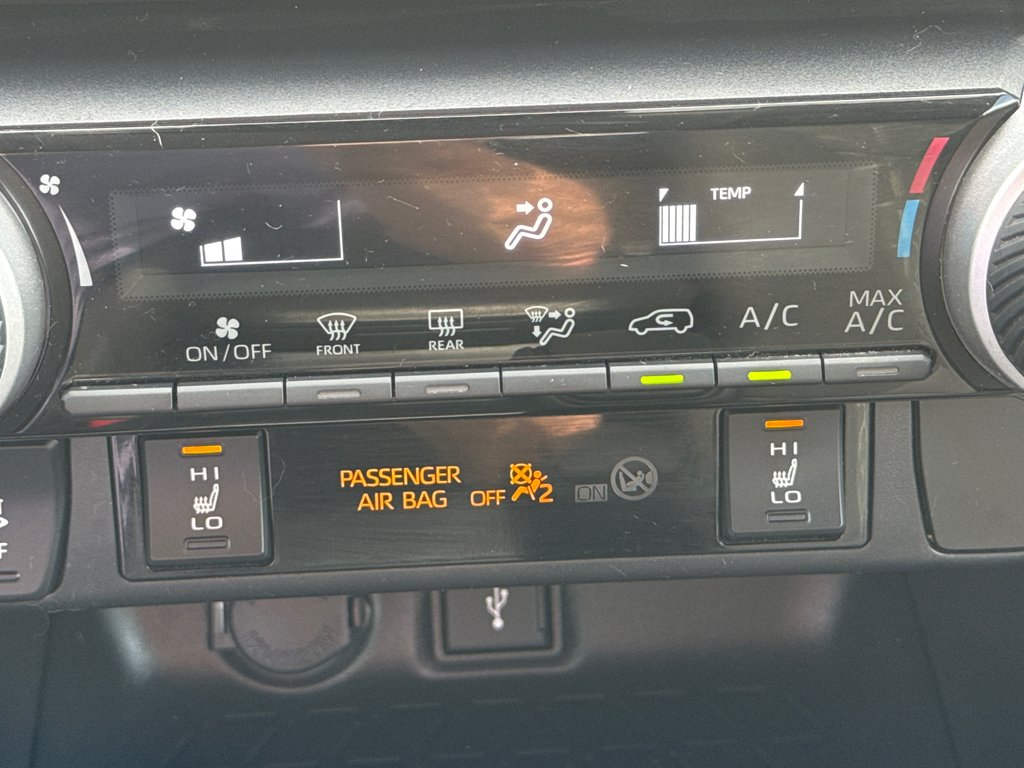 TEMP
ON/OFF
FRONT
REAR
A/C
MAX
A/C
HI
LO
PASSENGER
AIR BAG OFF 2 ON
HI
LO